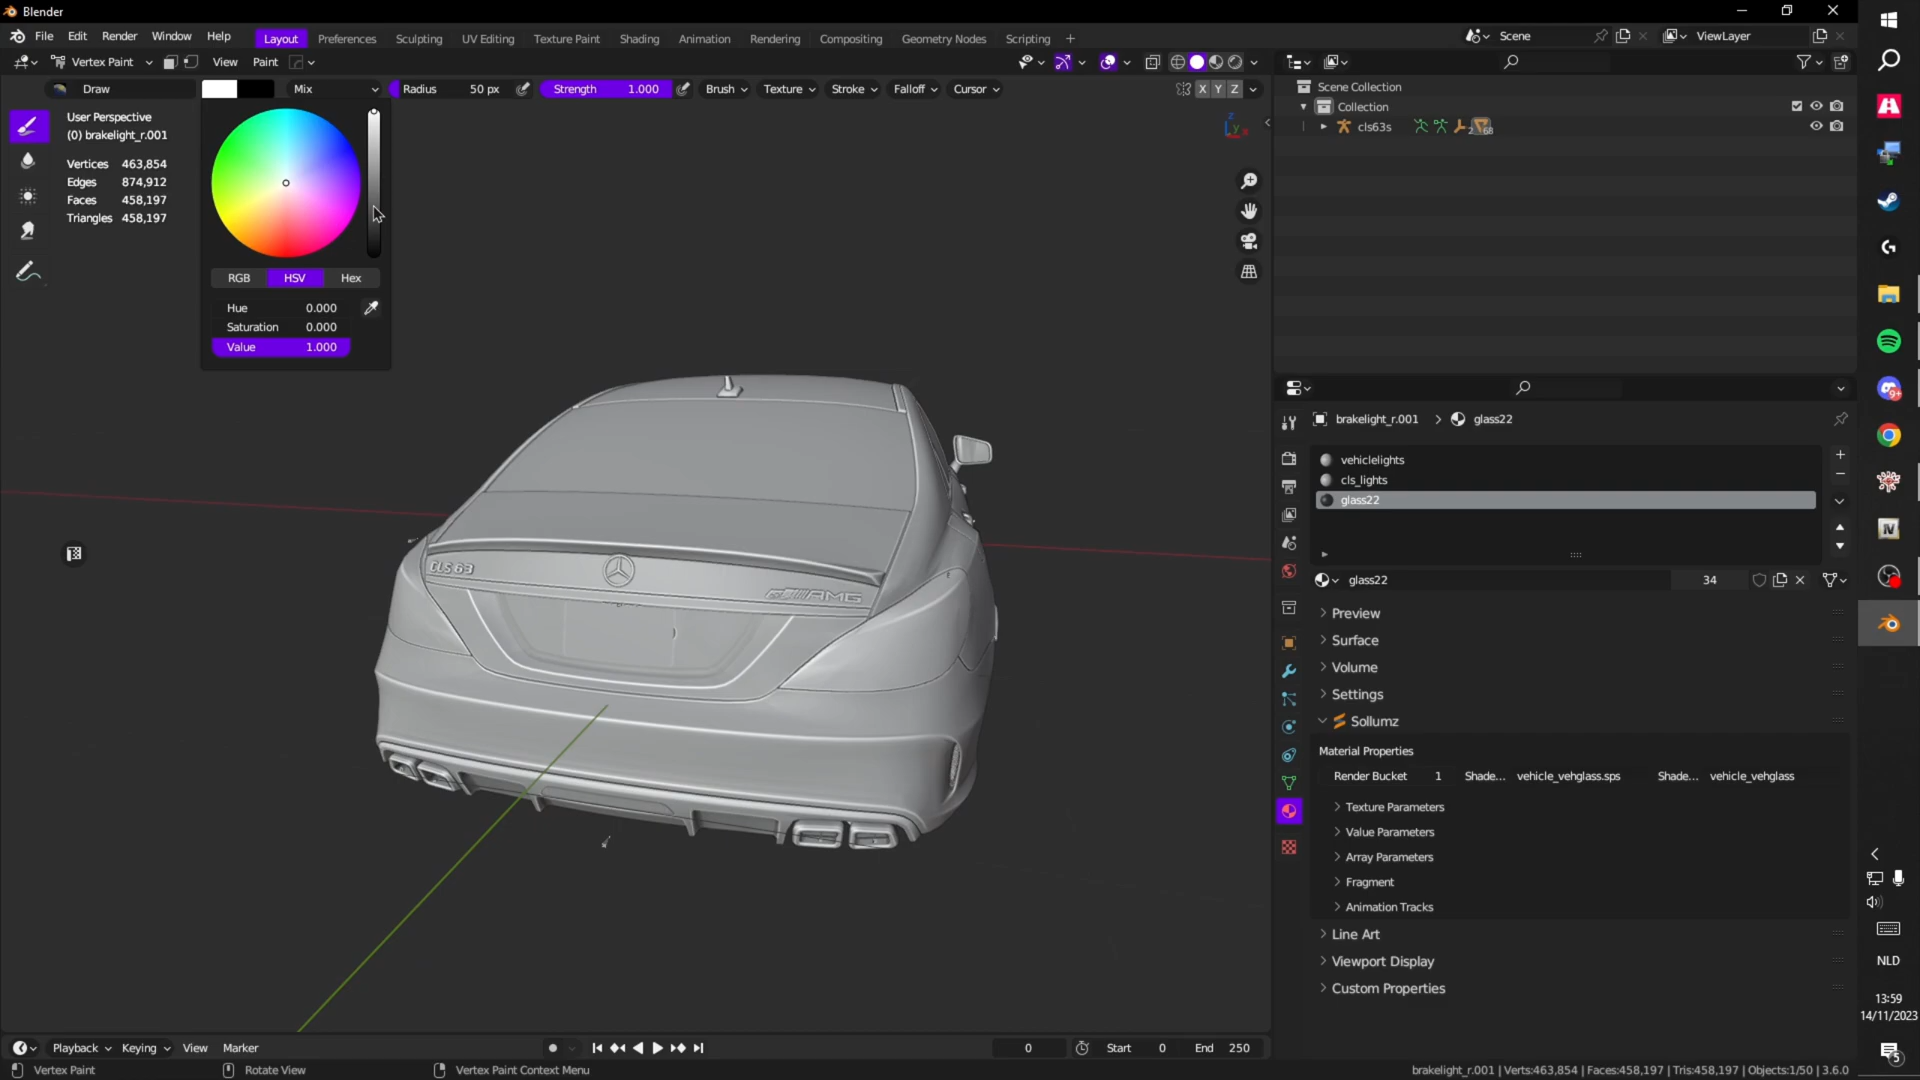 Blender
File Edit Render Window Help Layout Preferences Sculpting UV Editing Texture Paint Shading Animation Rendering Compositing Geometry Nodes Scripting + Scene ViewLayer
Vertex Paint View Paint
Draw Mix Radius 50 px Strength 1.000 Brush Texture Stroke Falloff Cursor X Y Z
Scene Collection
Collection
cls63s 2 68
User Perspective
(0) brakelight_r.001
Vertices 463,854
Edges 874,912
Faces 458,197
Triangles 458,197
RGB HSV Hex
Hue 0.000
Saturation 0.000
Value 1.000
Z
Y X
CLS 63
AMG
brakelight_r.001 > glass22
vehiclelights
cls_lights
glass22
glass22 34
Preview
Surface
Volume
Settings
Sollumz
Material Properties
Render Bucket 1 Shade... vehicle_vehglass.sps Shade... vehicle_vehglass
Texture Parameters
Value Parameters
Array Parameters
Fragment
Animation Tracks
Line Art
Viewport Display
Custom Properties
Playback Keying View Marker 0 Start 0 End 250
Vertex Paint Rotate View Vertex Paint Context Menu brakelight_r.001 | Verts:463,854 | Faces:458,197 | Tris:458,197 | Objects:1/50 | 3.6.0
9+
IV
NLD
13:59
14/11/2023
5